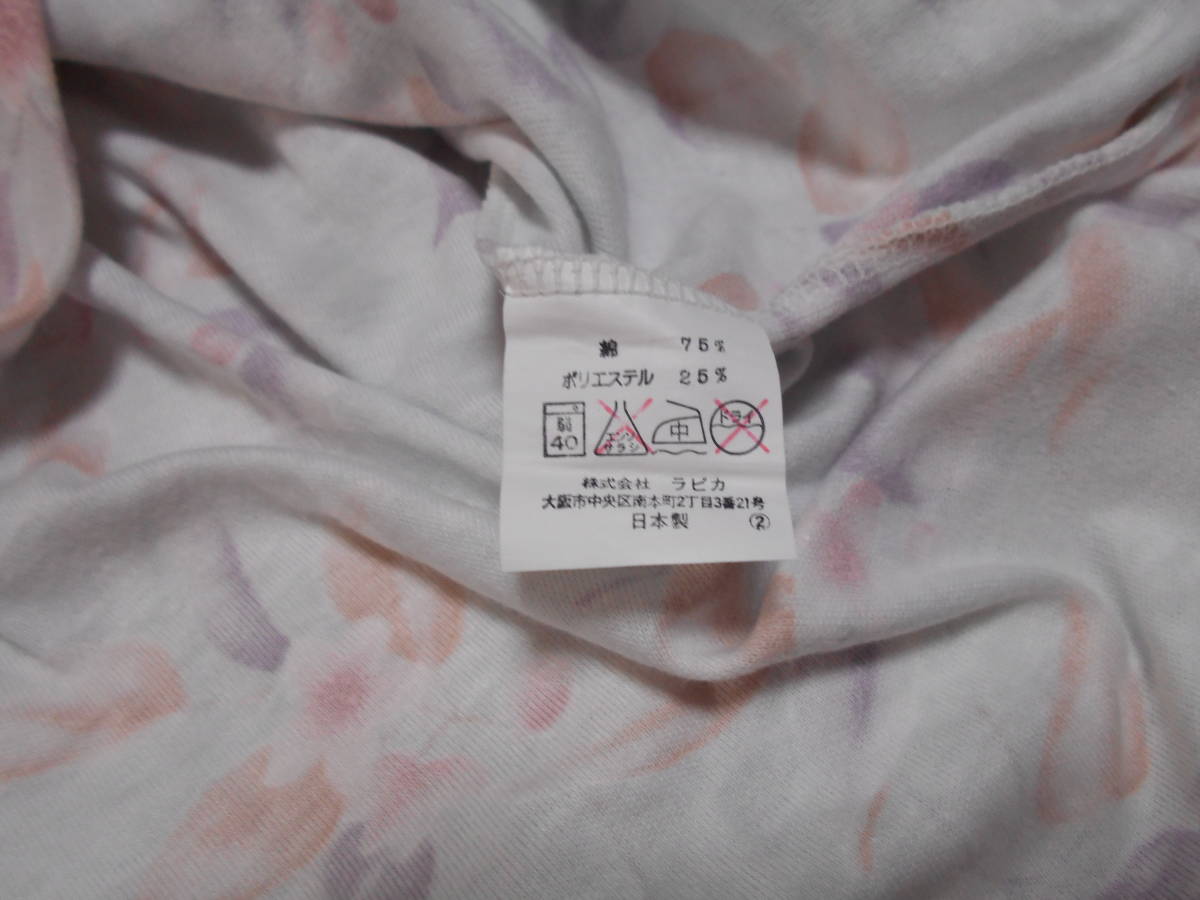 綿 75%
ポリエステル 25%
弱 40 エンソ サラシ 中 ドライ
株式会社 ラピカ
大阪市中央区南本町2丁目3番21号
日本製 ②